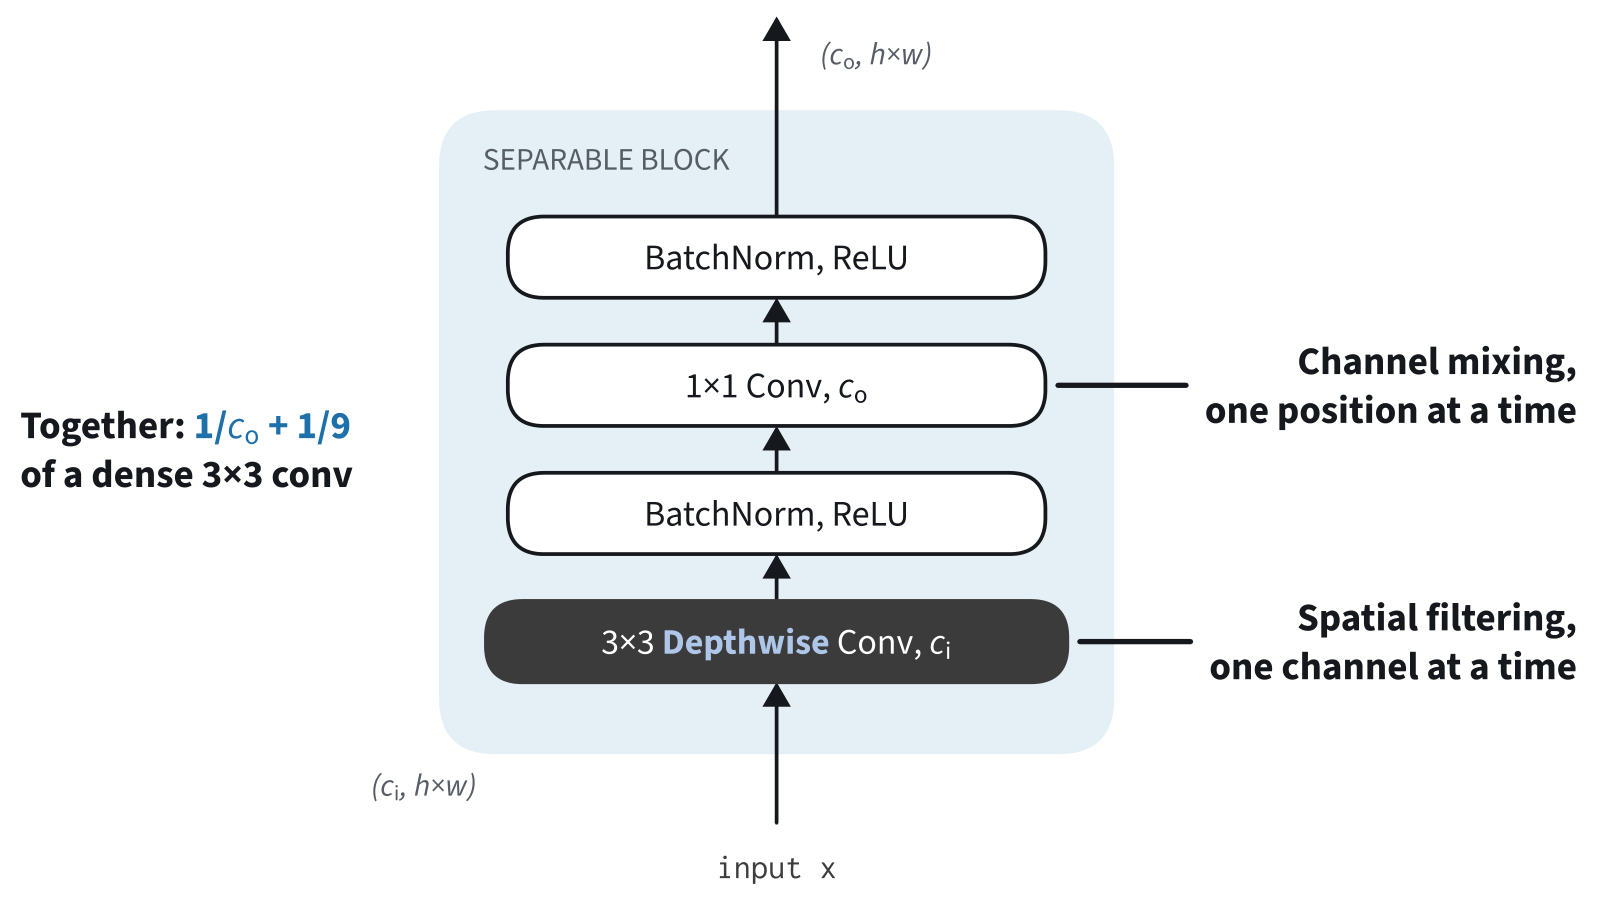 (cₒ, h×w)
SEPARABLE BLOCK
BatchNorm, ReLU
1×1 Conv, cₒ
Channel mixing,
one position at a time
Together: 1/cₒ + 1/9
of a dense 3×3 conv
BatchNorm, ReLU
3×3 Depthwise Conv, cᵢ
Spatial filtering,
one channel at a time
(cᵢ, h×w)
input x